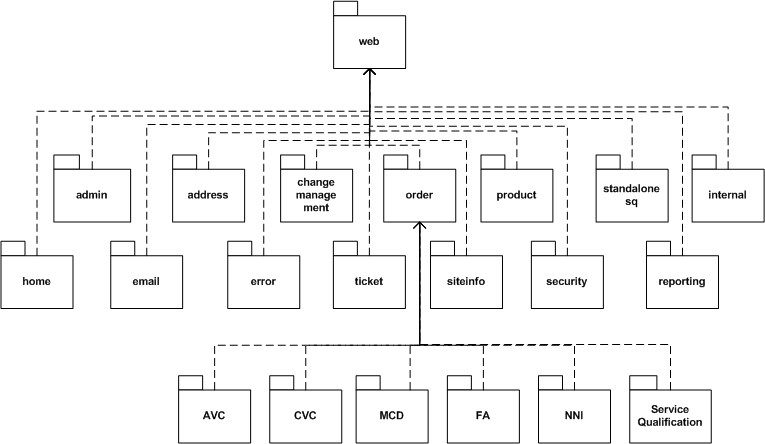 web
admin
address
change
manage
ment
order
product
standalone
sq
internal
home
email
error
ticket
siteinfo
security
reporting
AVC
CVC
MCD
FA
NNI
Service
Qualification